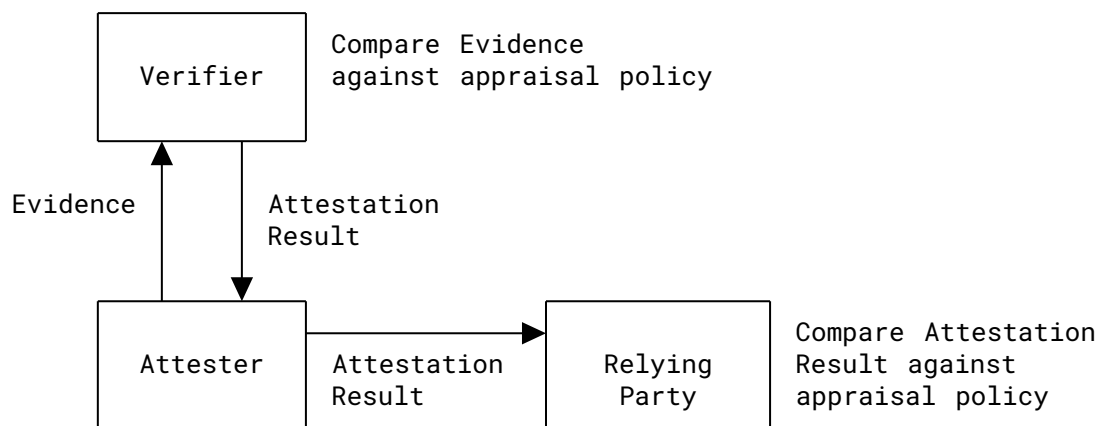 Verifier
Compare Evidence
against appraisal policy
Evidence
Attestation
Result
Attester
Attestation
Result
Relying
Party
Compare Attestation
Result against
appraisal policy